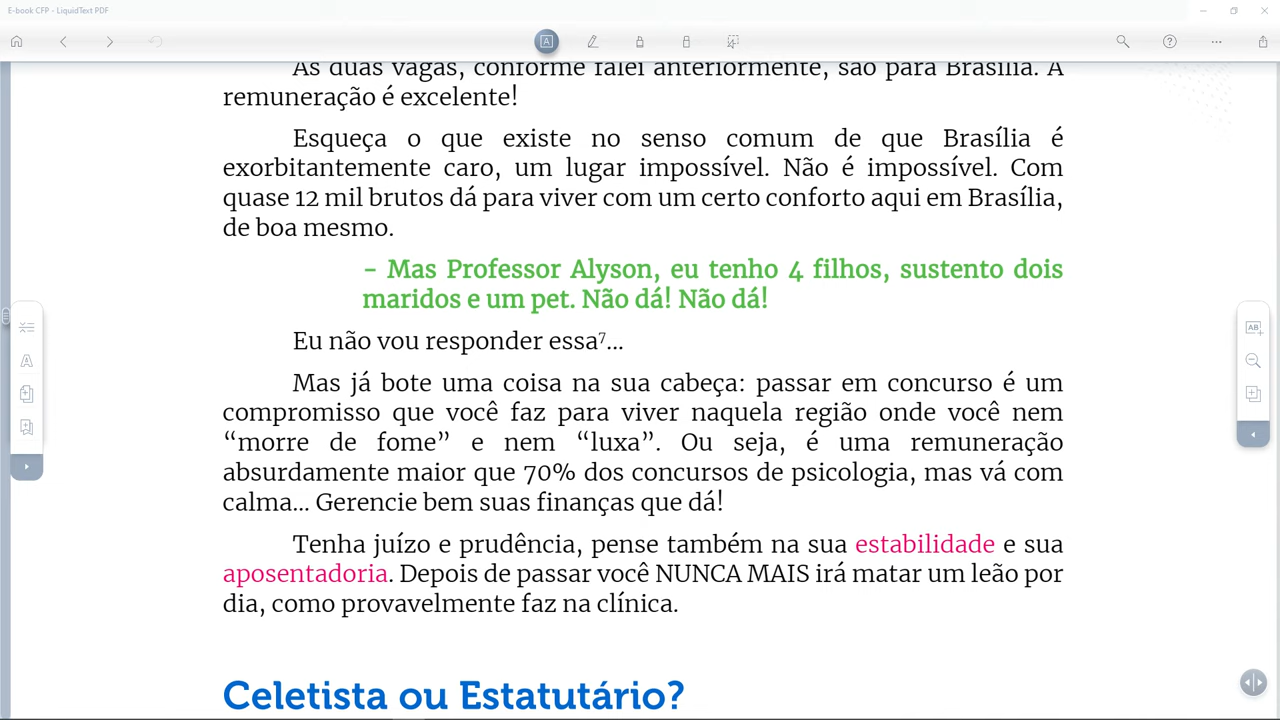 E-book CFP - LiquidText PDF
As duas vagas, conforme falei anteriormente, são para Brasília. A
remuneração é excelente!
Esqueça o que existe no senso comum de que Brasília é
exorbitantemente caro, um lugar impossível. Não é impossível. Com
quase 12 mil brutos dá para viver com um certo conforto aqui em Brasília,
de boa mesmo.
- Mas Professor Alyson, eu tenho 4 filhos, sustento dois
maridos e um pet. Não dá! Não dá!
Eu não vou responder essa⁷...
Mas já bote uma coisa na sua cabeça: passar em concurso é um
compromisso que você faz para viver naquela região onde você nem
“morre de fome” e nem “luxa”. Ou seja, é uma remuneração
absurdamente maior que 70% dos concursos de psicologia, mas vá com
calma... Gerencie bem suas finanças que dá!
Tenha juízo e prudência, pense também na sua estabilidade e sua
aposentadoria. Depois de passar você NUNCA MAIS irá matar um leão por
dia, como provavelmente faz na clínica.
Celetista ou Estatutário?